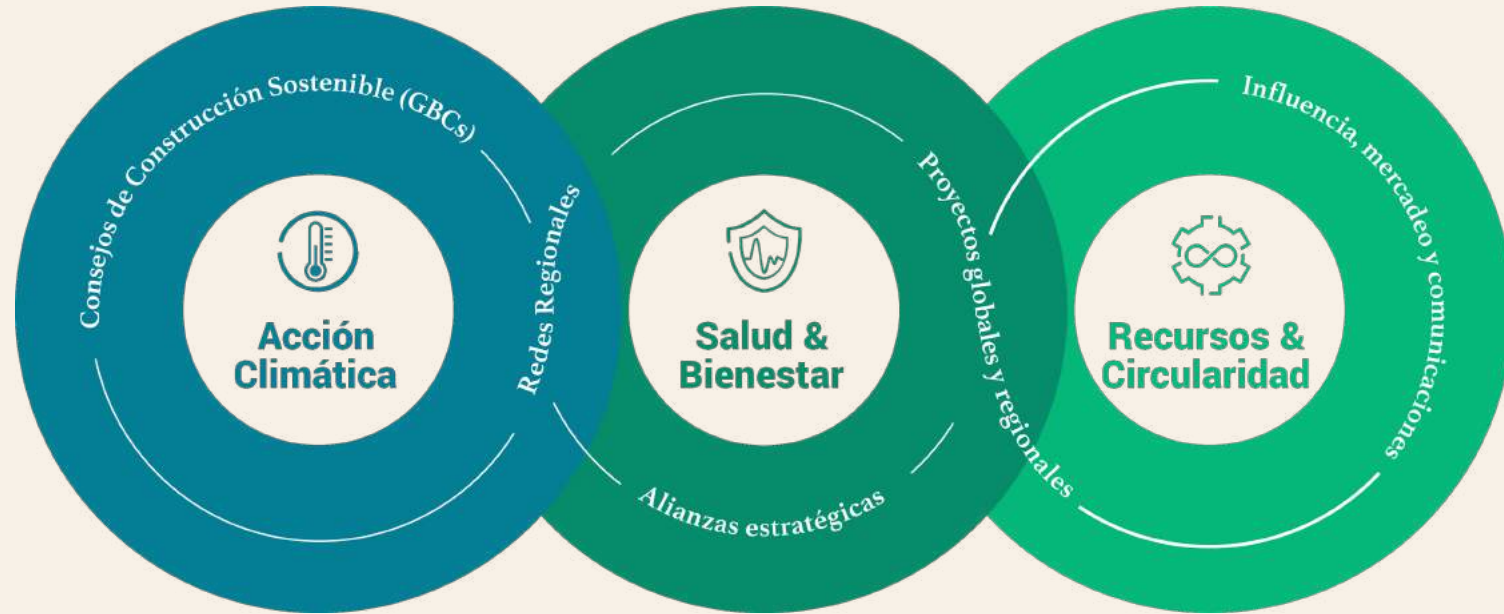 Consejos de Construcción Sostenible (GBCs)
Acción
Climática
Redes Regionales
Salud &
Bienestar
Alianzas estratégicas
Proyectos globales y regionales
Recursos &
Circularidad
Influencia, mercadeo y comunicaciones